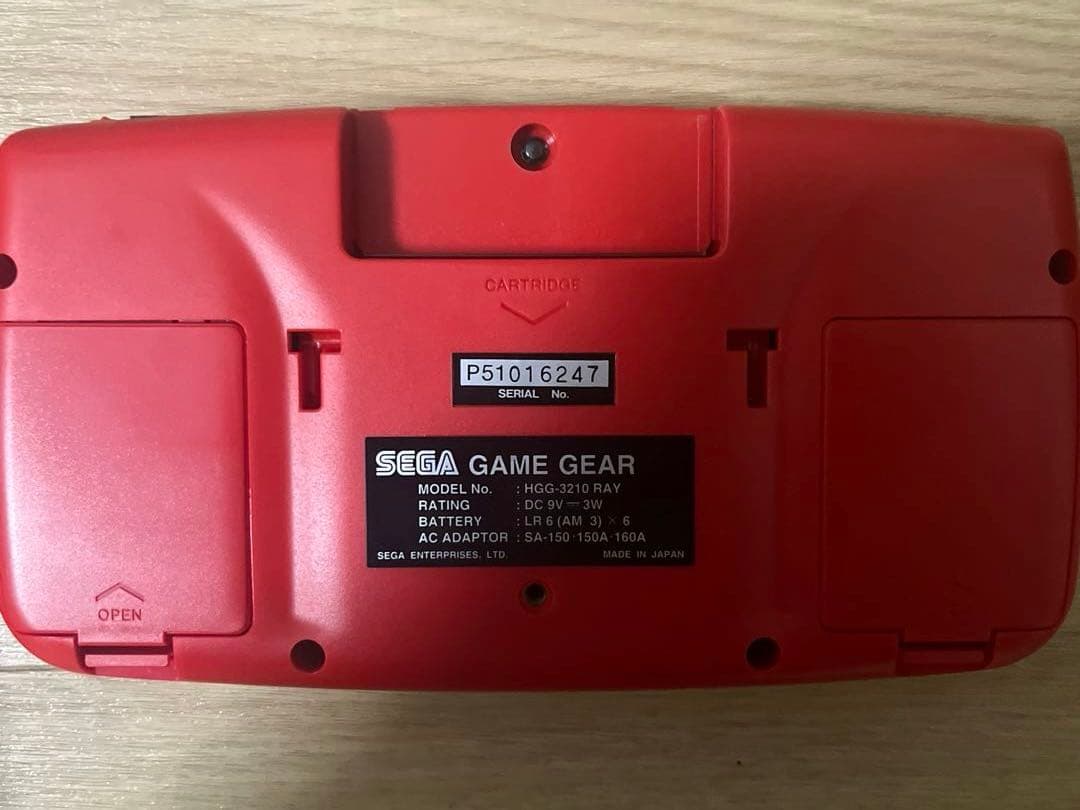 CARTRIDGE
P51016247
SERIAL No.
SEGA GAME GEAR
MODEL No. : HGG-3210 RAY
RATING : DC 9V ⎓ 3W
BATTERY : LR 6 (AM 3) × 6
AC ADAPTOR : SA-150·150A·160A
SEGA ENTERPRISES, LTD. MADE IN JAPAN
OPEN